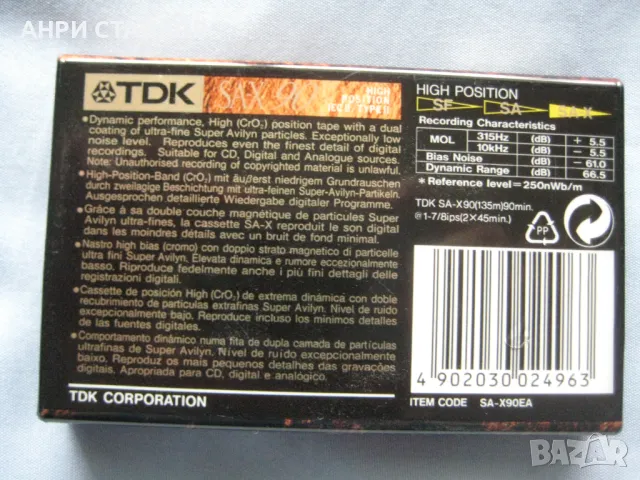 АНРИ СТ
TDK SA-X 90 HIGH POSITION IECII/TYPEII
•Dynamic performance, High (CrO₂) position tape with a dual
coating of ultra-fine Super Avilyn particles. Exceptionally low
noise level. Reproduces even the finest detail of digital
recordings. Suitable for CD, Digital and Analogue sources.
Note: Unauthorised recording of copyrighted material is unlawful.
•High-Position-Band (CrO₂) mit äußerst niedrigem Grundrauschen
durch zweilagige Beschichtung mit ultra-feinen Super-Avilyn-Partikeln.
Ausgesprochen detaillierte Wiedergabe digitaler Programme.
•Grâce à sa double couche magnétique de particules Super
Avilyn ultra-fines, la cassette SA-X reproduit le son digital
dans les moindres détails avec un bruit de fond minimal.
•Nastro high bias (cromo) con doppio strato magnetico di particelle
ultra fini Super Avilyn. Elevata dinamica e rumore eccezionalmente
basso. Riproduce fedelmente anche i più fini dettagli delle
registrazioni digitali.
•Cassette de posición High (CrO₂) de extrema dinámica con doble
recubrimiento de partículas extrafinas Super Avilyn. Nivel de ruido
excepcionalmente bajo. Reproduce incluso los mínimos detalles
de las fuentes digitales.
•Comportamento dinâmico numa fita de dupla camada de partículas
ultrafinas de Super Avilyn. Nível de ruído excepcionalmente
baixo. Reproduz os mais pequenos detalhes das gravações
digitais, Apropriada para CD, digital e analógico.
TDK CORPORATION
HIGH POSITION
SF SA SA-X
Recording Characteristics
MOL 315Hz (dB) + 5.5
10kHz (dB) − 5.5
Bias Noise (dB) − 61.0
Dynamic Range (dB) 66.5
* Reference level=250nWb/m
TDK SA-X90(135m)90min.
@1-7/8ips(2×45min.)
PP
4 902030 024963
ITEM CODE SA-X90EA
BAZAR